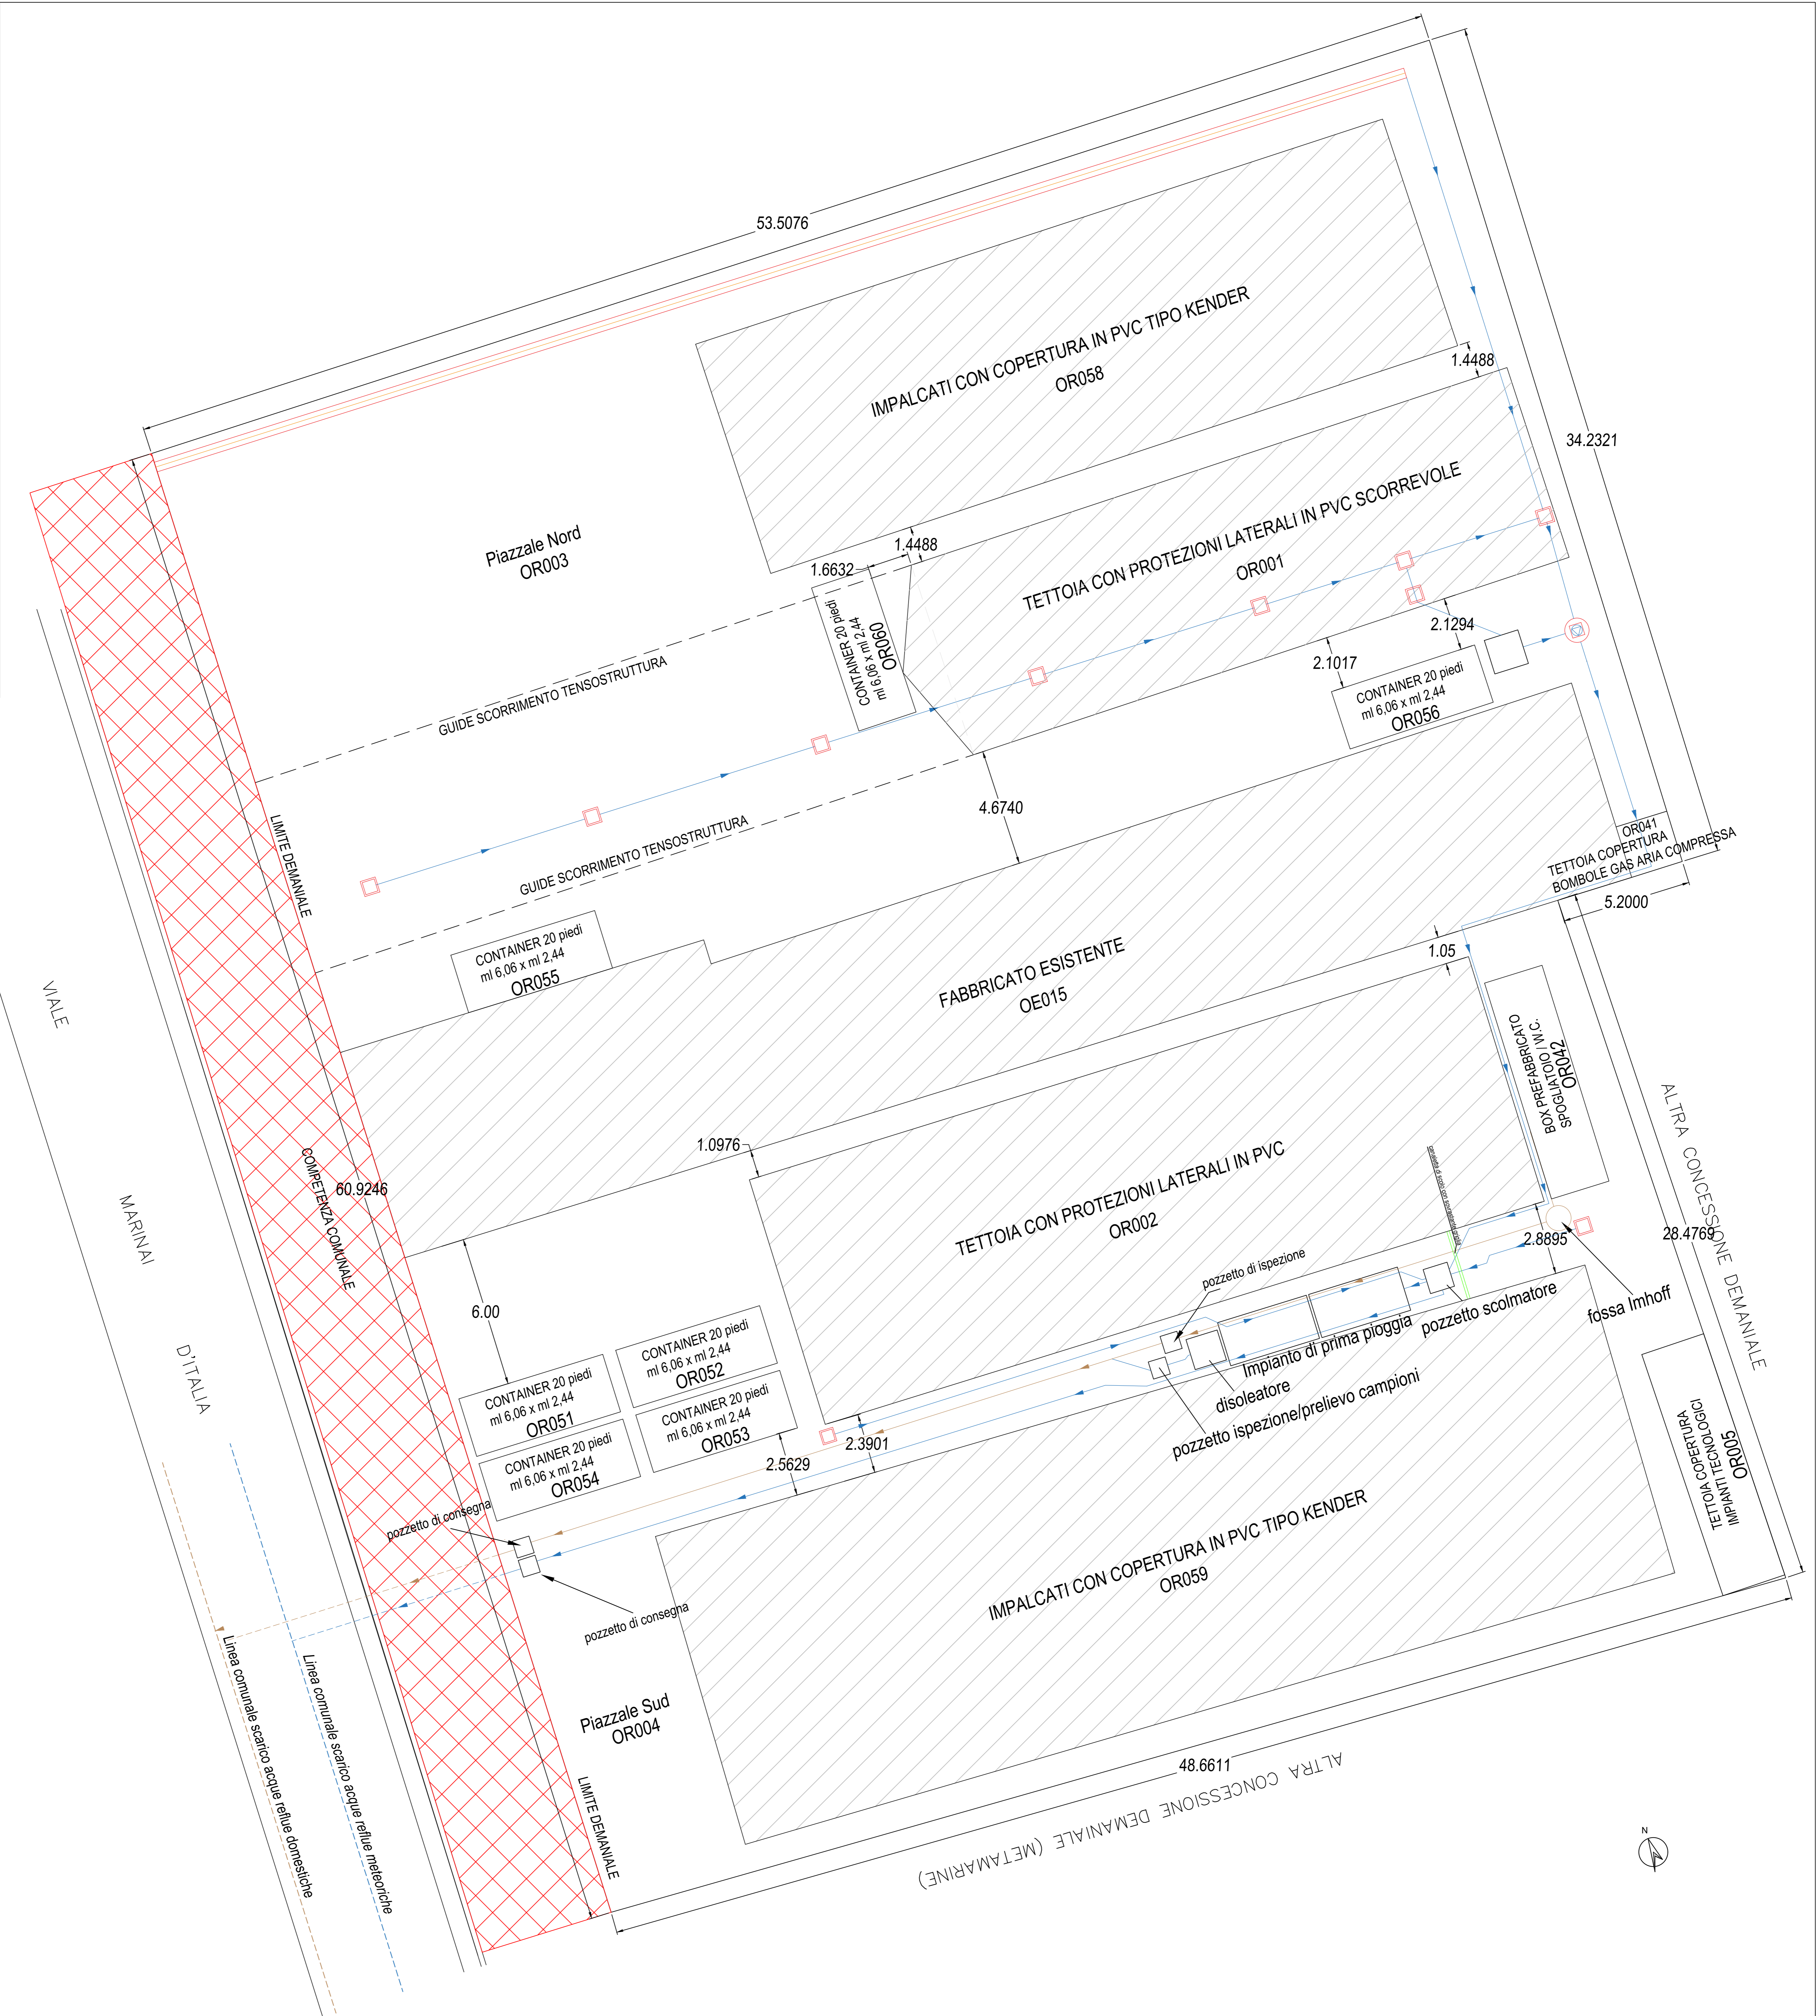 53.5076
IMPALCATI CON COPERTURA IN PVC TIPO KENDER
OR058
1.4488
34.2321
Piazzale Nord
OR003
1.4488
1.6632
CONTAINER 20 piedi
ml 6,06 x ml 2,44
OR060
TETTOIA CON PROTEZIONI LATERALI IN PVC SCORREVOLE
OR001
2.1294
2.1017
CONTAINER 20 piedi
ml 6,06 x ml 2,44
OR056
GUIDE SCORRIMENTO TENSOSTRUTTURA
GUIDE SCORRIMENTO TENSOSTRUTTURA
4.6740
LIMITE DEMANIALE
OR041
TETTOIA COPERTURA
BOMBOLE GAS ARIA COMPRESSA
5.2000
CONTAINER 20 piedi
ml 6,06 x ml 2,44
OR055
FABBRICATO ESISTENTE
OE015
1.05
VIALE
MARINAI
D'ITALIA
BOX PREFABBRICATO
SPOGLIATOIO / W.C.
OR042
ALTRA CONCESSIONE DEMANIALE
1.0976
COMPETENZA COMUNALE
60.9246
TETTOIA CON PROTEZIONI LATERALI IN PVC
OR002
2.8895
28.4769
6.00
pozzetto di ispezione
pozzetto scolmatore
fossa Imhoff
Impianto di prima pioggia
disoleatore
pozzetto ispezione/prelievo campioni
CONTAINER 20 piedi
ml 6,06 x ml 2,44
OR052
CONTAINER 20 piedi
ml 6,06 x ml 2,44
OR051
CONTAINER 20 piedi
ml 6,06 x ml 2,44
OR053
CONTAINER 20 piedi
ml 6,06 x ml 2,44
OR054
2.3901
2.5629
TETTOIA COPERTURA
IMPIANTI TECNOLOGICI
OR005
pozzetto di consegna
pozzetto di consegna
IMPALCATI CON COPERTURA IN PVC TIPO KENDER
OR059
Linea comunale scarico acque reflue domestiche
Linea comunale scarico acque reflue meteoriche
Piazzale Sud
OR004
LIMITE DEMANIALE
48.6611
ALTRA CONCESSIONE DEMANIALE (METAMARINE)
N